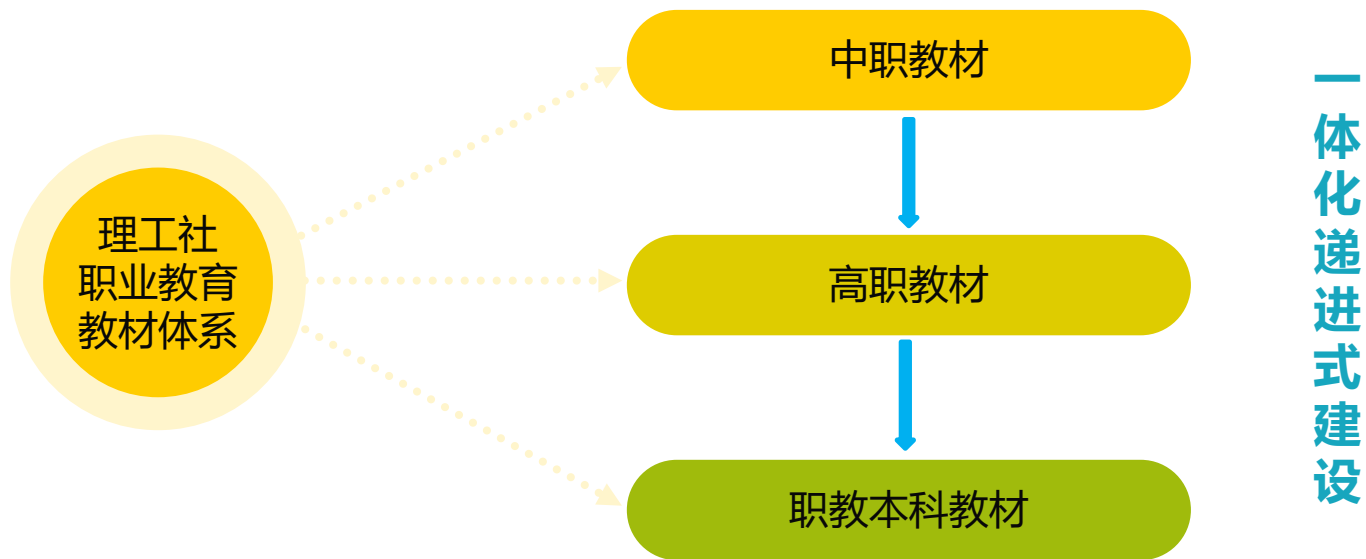 理工社
职业教育
教材体系
中职教材
高职教材
职教本科教材
一体化递进式建设